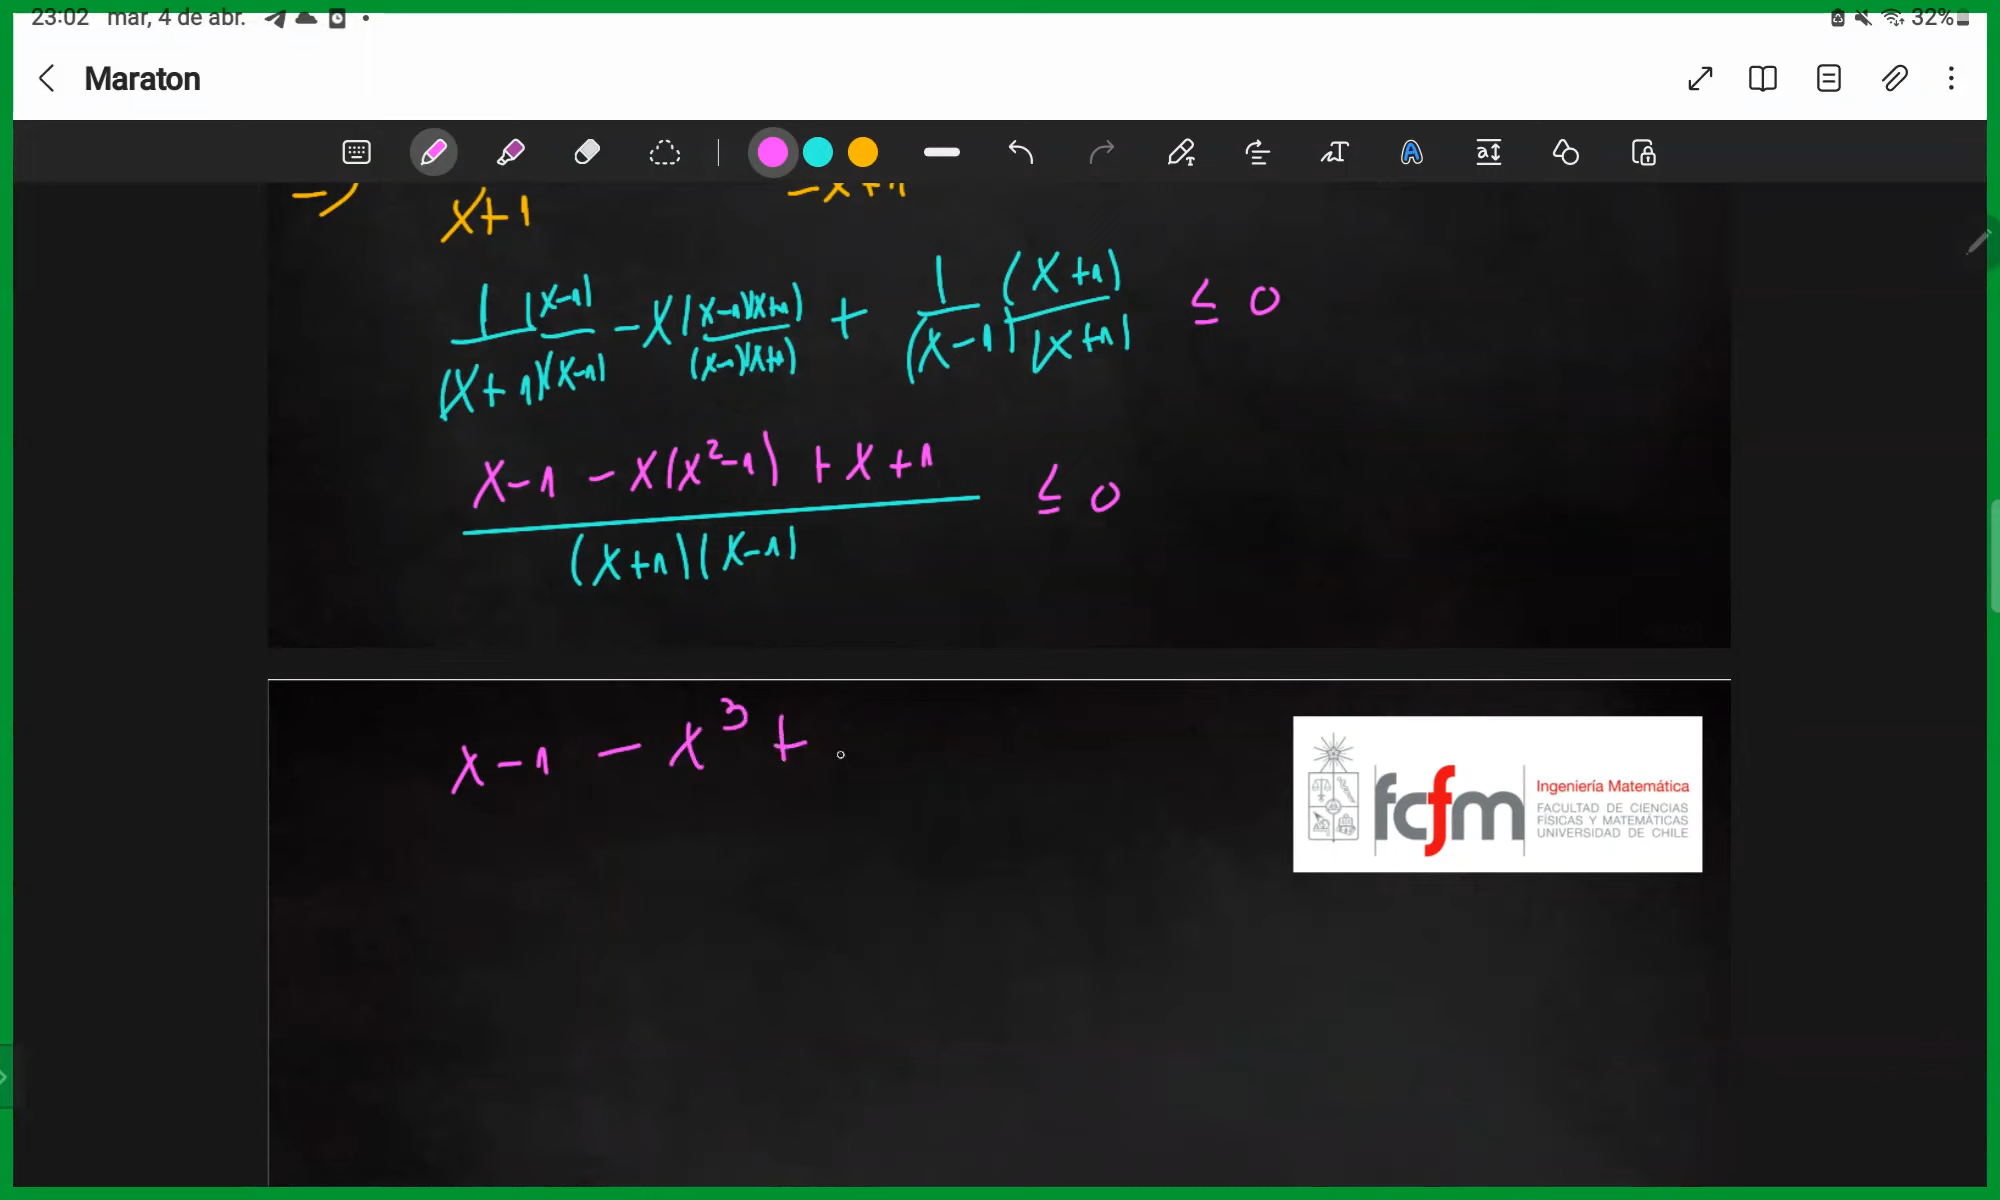 23:02 mar, 4 de abr. 32%
Maraton
⇒ x+1 -x+1
1 (x-1) / (x+1)(x-1) - x (x-1)(x+1) / (x-1)(x+1) + 1 (x+1) / (x-1) (x+1) ≤ 0
x-1 - x(x²-1) + x+1 ≤ 0
(x+1)(x-1)
x-1 - x³ +
fcfm
Ingeniería Matemática
FACULTAD DE CIENCIAS
FÍSICAS Y MATEMÁTICAS
UNIVERSIDAD DE CHILE